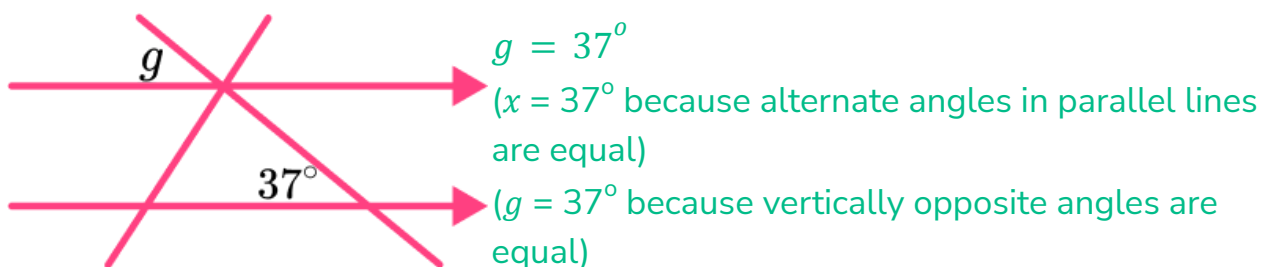 g
37°
g = 37°
(x = 37° because alternate angles in parallel lines
are equal)
(g = 37° because vertically opposite angles are
equal)